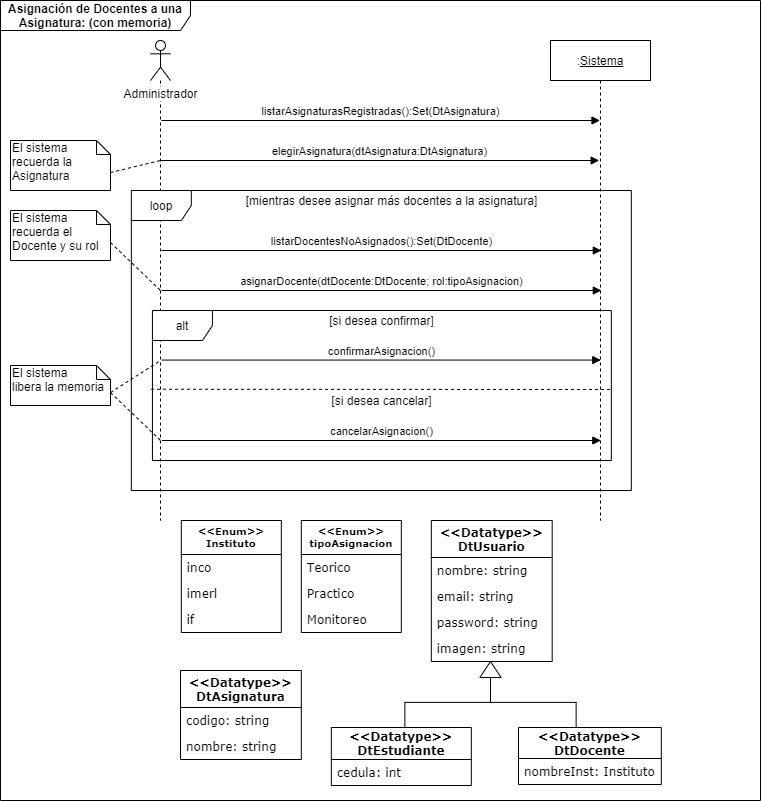 Asignación de Docentes a una
Asignatura: (con memoria)
:Sistema
Administrador
listarAsignaturasRegistradas():Set(DtAsignatura)
El sistema
recuerda la
Asignatura
elegirAsignatura(dtAsignatura:DtAsignatura)
loop
[mientras desee asignar más docentes a la asignatura]
El sistema
recuerda el
Docente y su rol
listarDocentesNoAsignados():Set(DtDocente)
asignarDocente(dtDocente:DtDocente; rol:tipoAsignacion)
alt
[si desea confirmar]
confirmarAsignacion()
El sistema
libera la memoria
[si desea cancelar]
cancelarAsignacion()
<<Enum>>
Instituto
inco
imerl
if
<<Enum>>
tipoAsignacion
Teorico
Practico
Monitoreo
<<Datatype>>
DtUsuario
nombre: string
email: string
password: string
imagen: string
<<Datatype>>
DtAsignatura
codigo: string
nombre: string
<<Datatype>>
DtEstudiante
cedula: int
<<Datatype>>
DtDocente
nombreInst: Instituto